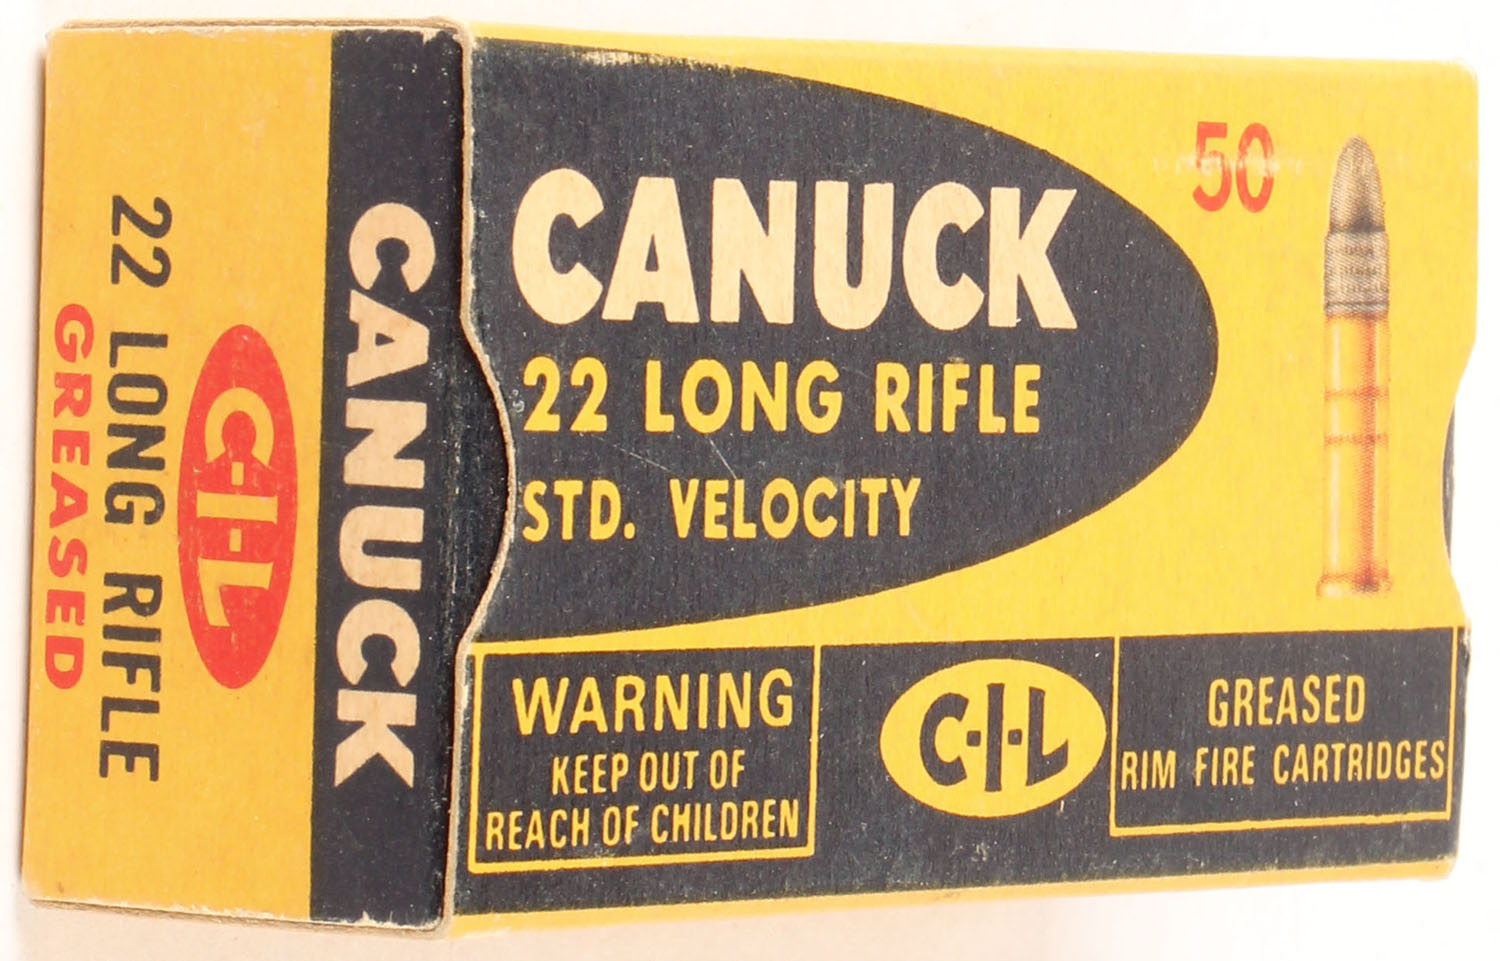 CANUCK
22 LONG RIFLE
STD. VELOCITY
50
WARNING
KEEP OUT OF
REACH OF CHILDREN
C-I-L
GREASED
RIM FIRE CARTRIDGES
CANUCK
C-I-L
22 LONG RIFLE
GREASED